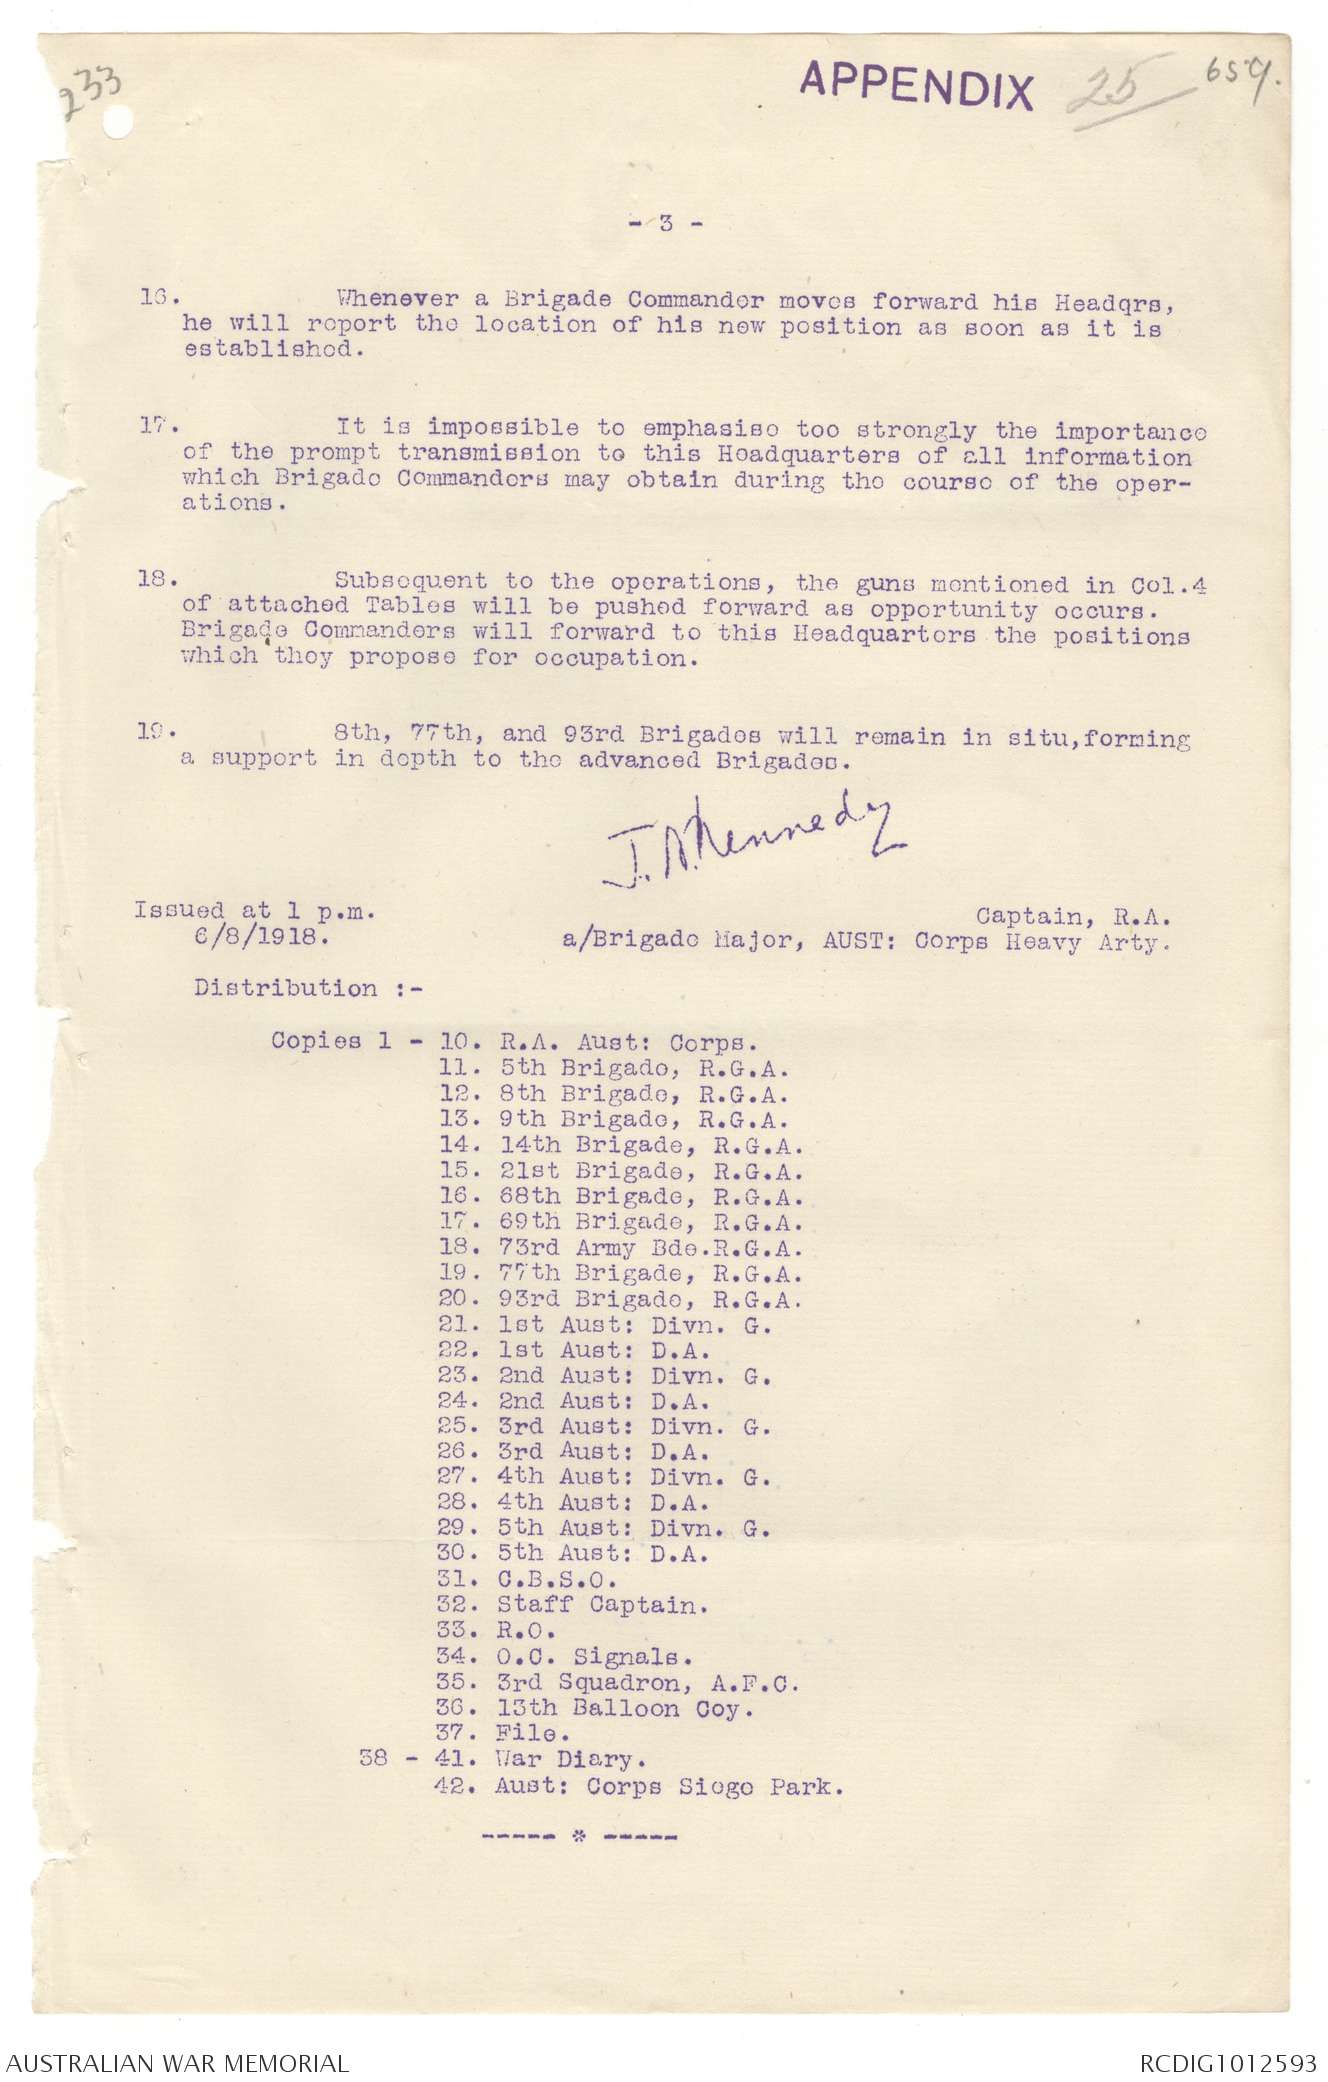 233
APPENDIX 25 659.
- 3 -
16. Whenever a Brigade Commander moves forward his Headqrs,
he will report the location of his new position as soon as it is
established.
17. It is impossible to emphasise too strongly the importance
of the prompt transmission to this Headquarters of all information
which Brigade Commanders may obtain during the course of the oper-
ations.
18. Subsequent to the operations, the guns mentioned in Col.4
of attached Tables will be pushed forward as opportunity occurs.
Brigade Commanders will forward to this Headquarters the positions
which they propose for occupation.
19. 8th, 77th, and 93rd Brigades will remain in situ,forming
a support in depth to the advanced Brigades.
J.A.Kennedy
Issued at 1 p.m. Captain, R.A.
6/8/1918. a/Brigade Major, AUST: Corps Heavy Arty.
Distribution :-
Copies 1 - 10. R.A. Aust: Corps.
11. 5th Brigade, R.G.A.
12. 8th Brigade, R.G.A.
13. 9th Brigade, R.G.A.
14. 14th Brigade, R.G.A.
15. 21st Brigade, R.G.A.
16. 68th Brigade, R.G.A.
17. 69th Brigade, R.G.A.
18. 73rd Army Bde.R.G.A.
19. 77th Brigade, R.G.A.
20. 93rd Brigade, R.G.A.
21. 1st Aust: Divn. G.
22. 1st Aust: D.A.
23. 2nd Aust: Divn. G.
24. 2nd Aust: D.A.
25. 3rd Aust: Divn. G.
26. 3rd Aust: D.A.
27. 4th Aust: Divn. G.
28. 4th Aust: D.A.
29. 5th Aust: Divn. G.
30. 5th Aust: D.A.
31. C.B.S.O.
32. Staff Captain.
33. R.O.
34. O.C. Signals.
35. 3rd Squadron, A.F.C.
36. 13th Balloon Coy.
37. File.
38 - 41. War Diary.
42. Aust: Corps Siege Park.
----- * -----
AUSTRALIAN WAR MEMORIAL RCDIG1012593